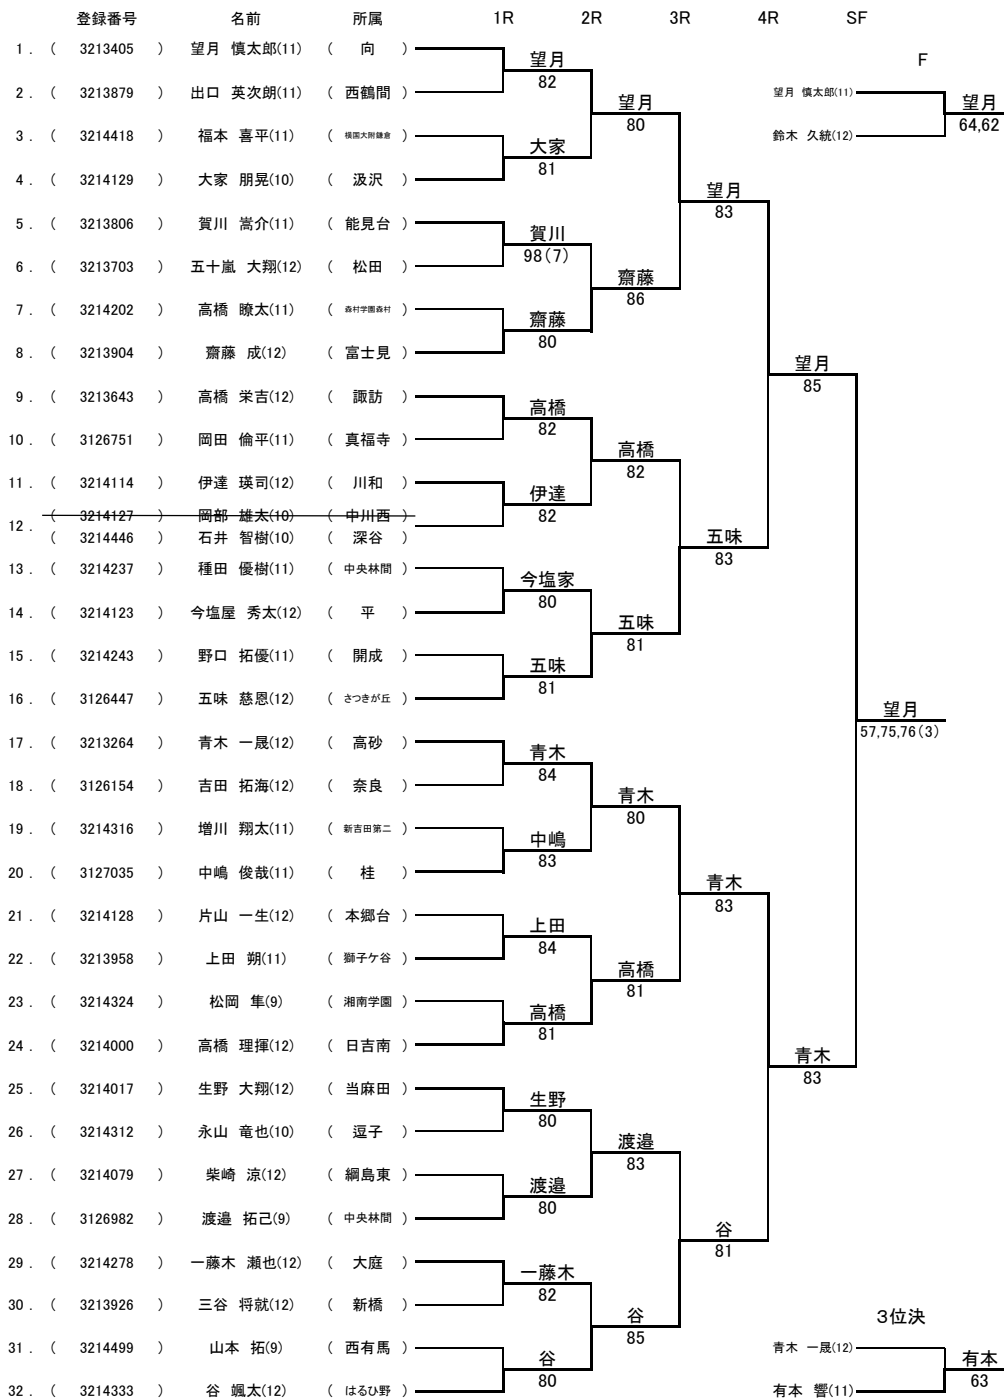 登録番号 名前 所属 1R 2R 3R 4R SF
1. ( 3213405 ) 望月 慎太郎(11) ( 向 )
F
望月
82
2. ( 3213879 ) 出口 英次朗(11) ( 西鶴間 )
望月 慎太郎(11)
望月
64,62
望月
80
3. ( 3214418 ) 福本 喜平(11) ( 横国大附鎌倉 )
鈴木 久統(12)
大家
81
4. ( 3214129 ) 大家 朋晃(10) ( 汲沢 )
望月
83
5. ( 3213806 ) 賀川 嵩介(11) ( 能見台 )
賀川
98(7)
6. ( 3213703 ) 五十嵐 大翔(12) ( 松田 )
齋藤
86
7. ( 3214202 ) 高橋 瞭太(11) ( 森村学園森村 )
齋藤
80
8. ( 3213904 ) 齋藤 成(12) ( 富士見 )
望月
85
9. ( 3213643 ) 高橋 栄吉(12) ( 諏訪 )
高橋
82
10. ( 3126751 ) 岡田 倫平(11) ( 真福寺 )
高橋
82
11. ( 3214114 ) 伊達 瑛司(12) ( 川和 )
伊達
82
( 3214127 ) 岡部 雄太(10) ( 中川西 )
12.
( 3214446 ) 石井 智樹(10) ( 深谷 )
五味
83
13. ( 3214237 ) 種田 優樹(11) ( 中央林間 )
今塩家
80
14. ( 3214123 ) 今塩屋 秀太(12) ( 平 )
五味
81
15. ( 3214243 ) 野口 拓優(11) ( 開成 )
五味
81
16. ( 3126447 ) 五味 慈恩(12) ( さつきが丘 )
望月
57,75,76(3)
17. ( 3213264 ) 青木 一晟(12) ( 高砂 )
青木
84
18. ( 3126154 ) 吉田 拓海(12) ( 奈良 )
青木
80
19. ( 3214316 ) 増川 翔太(11) ( 新吉田第二 )
中嶋
83
20. ( 3127035 ) 中嶋 俊哉(11) ( 桂 )
青木
83
21. ( 3214128 ) 片山 一生(12) ( 本郷台 )
上田
84
22. ( 3213958 ) 上田 朔(11) ( 獅子ケ谷 )
高橋
81
23. ( 3214324 ) 松岡 隼(9) ( 湘南学園 )
高橋
81
24. ( 3214000 ) 高橋 理揮(12) ( 日吉南 )
青木
83
25. ( 3214017 ) 生野 大翔(12) ( 当麻田 )
生野
80
26. ( 3214312 ) 永山 竜也(10) ( 逗子 )
渡邉
83
27. ( 3214079 ) 柴崎 涼(12) ( 綱島東 )
渡邉
80
28. ( 3126982 ) 渡邉 拓己(9) ( 中央林間 )
谷
81
29. ( 3214278 ) 一藤木 瀬也(12) ( 大庭 )
一藤木
82
30. ( 3213926 ) 三谷 将就(12) ( 新橋 )
谷
85
3位決
31. ( 3214499 ) 山本 拓(9) ( 西有馬 )
青木 一晟(12)
谷
80
有本
63
32. ( 3214333 ) 谷 颯太(12) ( はるひ野 )
有本 響(11)